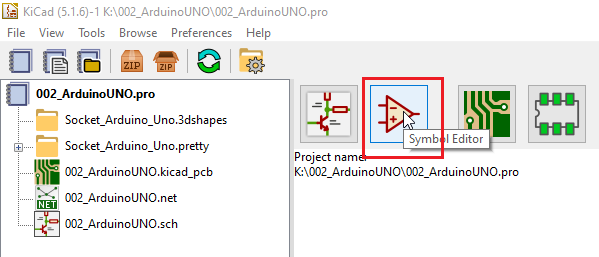 KiCad (5.1.6)-1 K:\002_ArduinoUNO\002_ArduinoUNO.pro
File View Tools Browse Preferences Help
ZIP ZIP
002_ArduinoUNO.pro
Socket_Arduino_Uno.3dshapes
Socket_Arduino_Uno.pretty
002_ArduinoUNO.kicad_pcb
NET 002_ArduinoUNO.net
002_ArduinoUNO.sch
Symbol Editor
Project name:
K:\002_ArduinoUNO\002_ArduinoUNO.pro